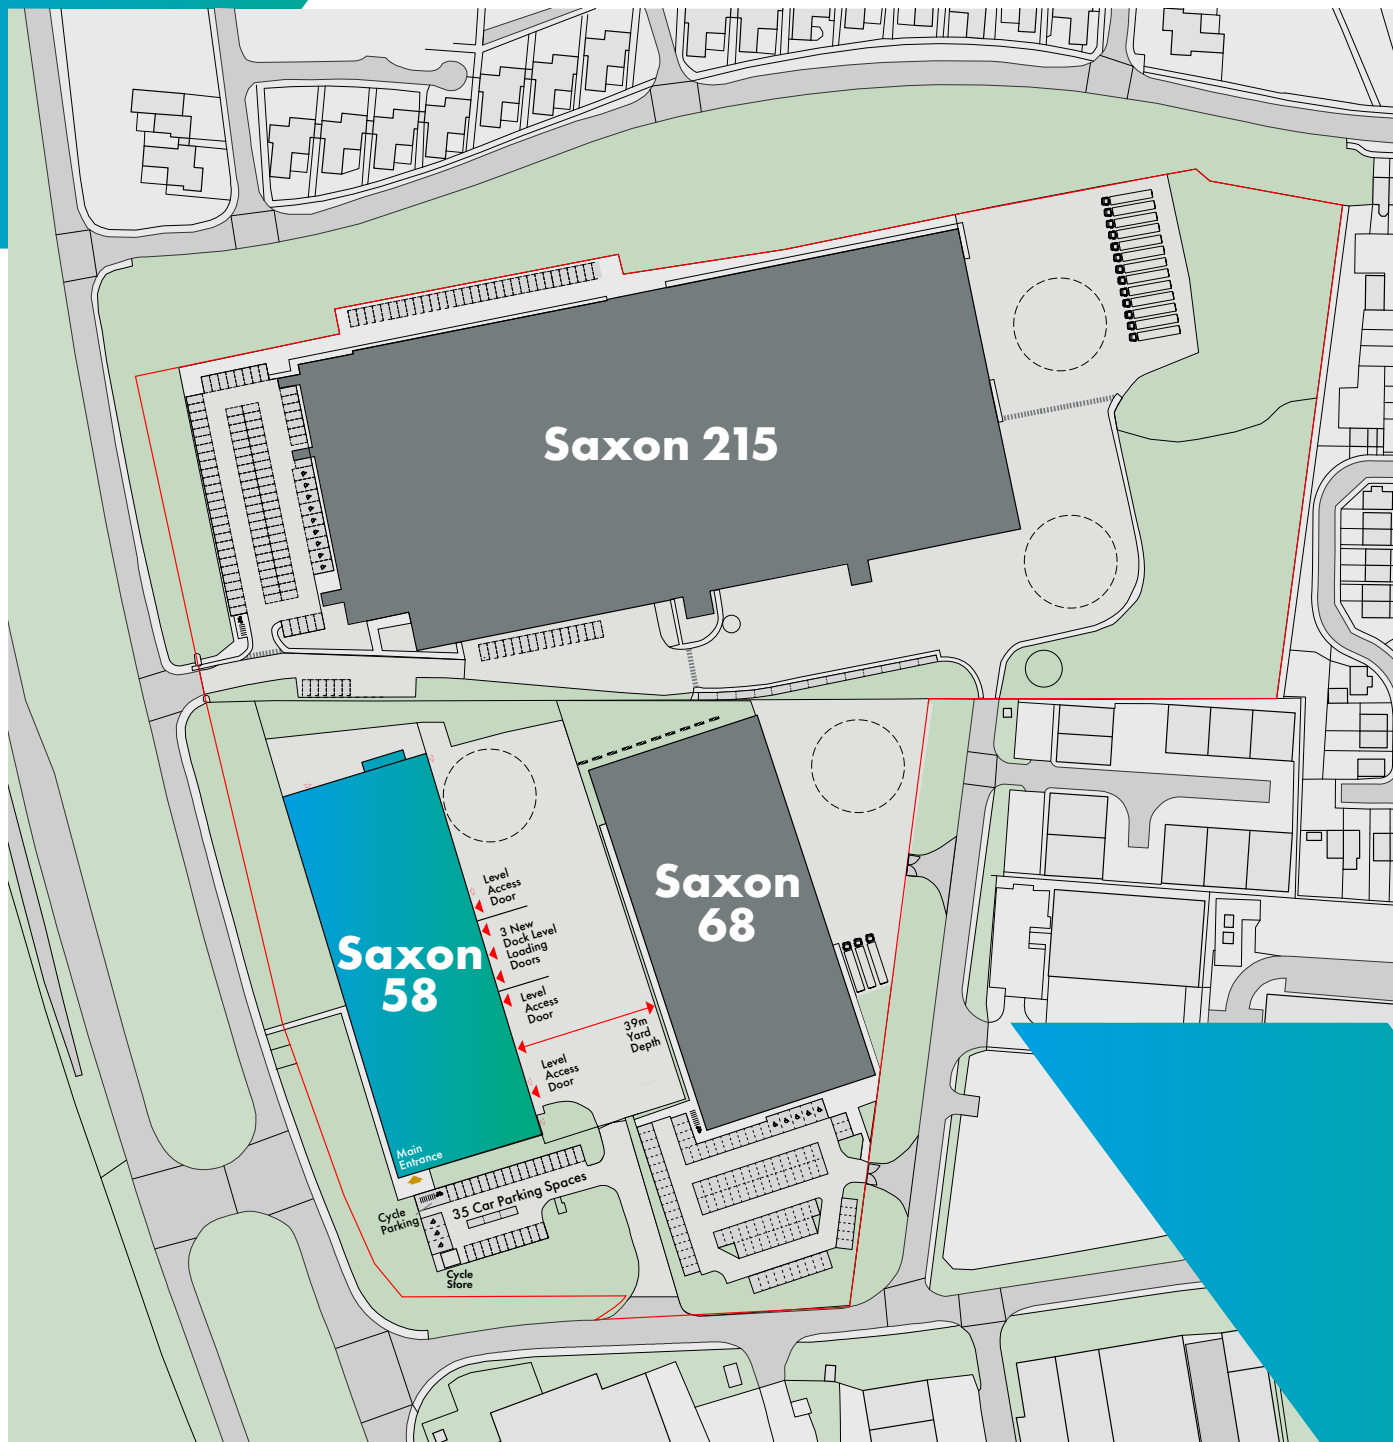 Saxon 215
Saxon
68
Saxon
58
Level
Access
Door
3 New
Dock Level
Loading
Doors
Level
Access
Door
39m
Yard
Depth
Level
Access
Door
Main
Entrance
Cycle
Parking
35 Car Parking Spaces
Cycle
Store